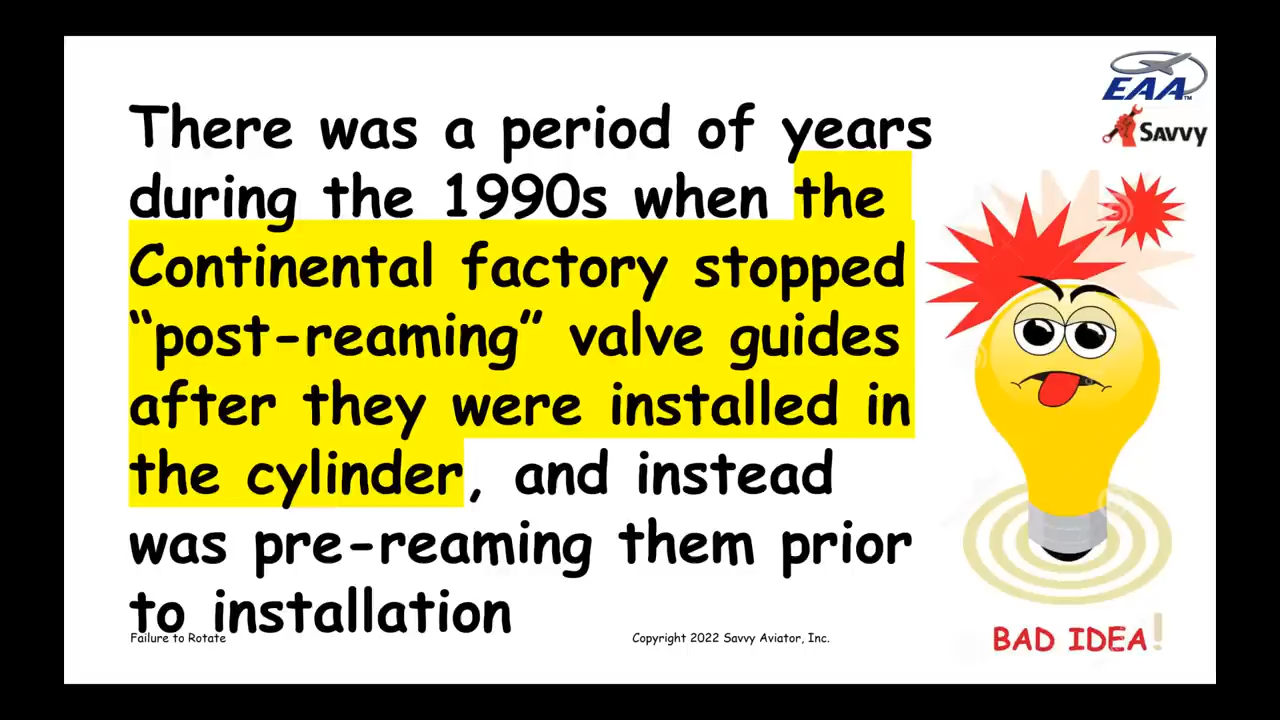 EAA
Savvy
There was a period of years
during the 1990s when the
Continental factory stopped
“post-reaming” valve guides
after they were installed in
the cylinder, and instead
was pre-reaming them prior
to installation
Failure to Rotate
Copyright 2022 Savvy Aviator, Inc.
BAD IDEA!